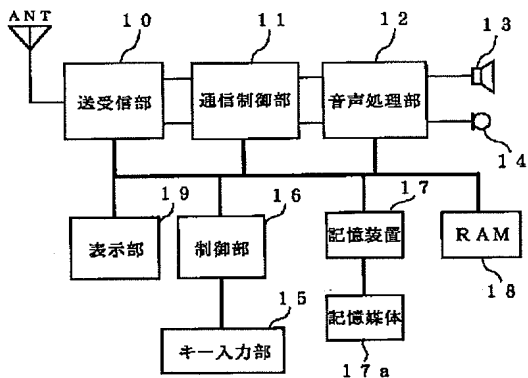 ANT
10
11
12
13
送受信部
通信制御部
音声処理部
14
19
16
17
表示部
制御部
記憶装置
RAM
18
15
キー入力部
記憶媒体
17a